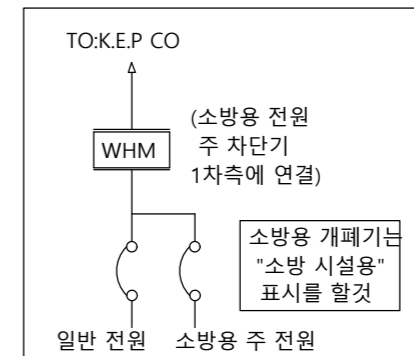 TO:K.E.P CO
(소방용 전원
주 차단기
1차측에 연결)
WHM
소방용 개폐기는
"소방 시설용"
표시를 할것
일반 전원
소방용 주 전원